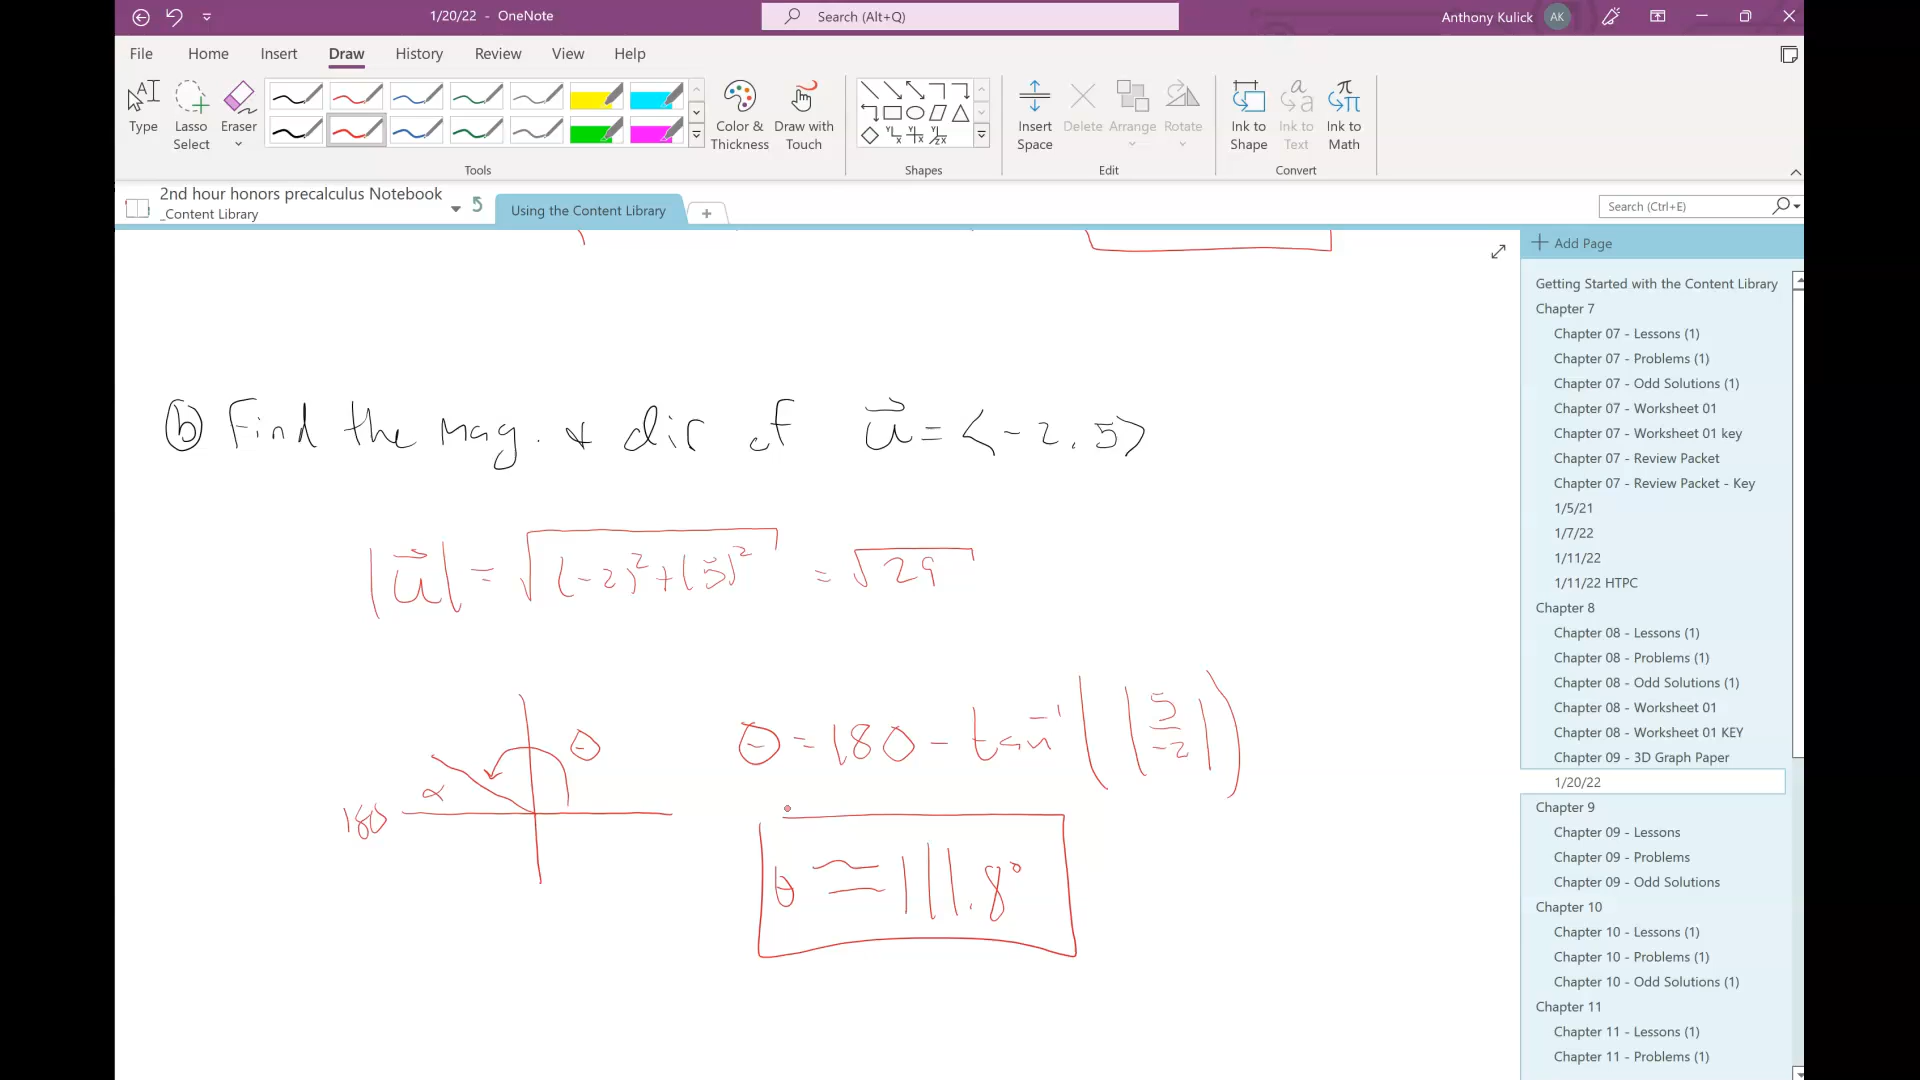 1/20/22 - OneNote
Search (Alt+Q)
Anthony Kulick AK
File Home Insert Draw History Review View Help
Type
Lasso Select
Eraser
Color & Thickness
Draw with Touch
Insert Space
Delete
Arrange
Rotate
Ink to Shape
Ink to Text
Ink to Math
Tools Shapes Edit Convert
2nd hour honors precalculus Notebook
_Content Library
Using the Content Library
Search (Ctrl+E)
Add Page
Getting Started with the Content Library
Chapter 7
Chapter 07 - Lessons (1)
Chapter 07 - Problems (1)
Chapter 07 - Odd Solutions (1)
Chapter 07 - Worksheet 01
Chapter 07 - Worksheet 01 key
Chapter 07 - Review Packet
Chapter 07 - Review Packet - Key
1/5/21
1/7/22
1/11/22
1/11/22 HTPC
Chapter 8
Chapter 08 - Lessons (1)
Chapter 08 - Problems (1)
Chapter 08 - Odd Solutions (1)
Chapter 08 - Worksheet 01
Chapter 08 - Worksheet 01 KEY
Chapter 09 - 3D Graph Paper
1/20/22
Chapter 9
Chapter 09 - Lessons
Chapter 09 - Problems
Chapter 09 - Odd Solutions
Chapter 10
Chapter 10 - Lessons (1)
Chapter 10 - Problems (1)
Chapter 10 - Odd Solutions (1)
Chapter 11
Chapter 11 - Lessons (1)
Chapter 11 - Problems (1)
ⓑ Find the mag. & dir of u⃗ = <-2, 5>
|u⃗| = √((-2)² + (5)²) = √29
θ
α
180
θ = 180 - tan⁻¹(|5/-2|)
θ ≅ 111.8°